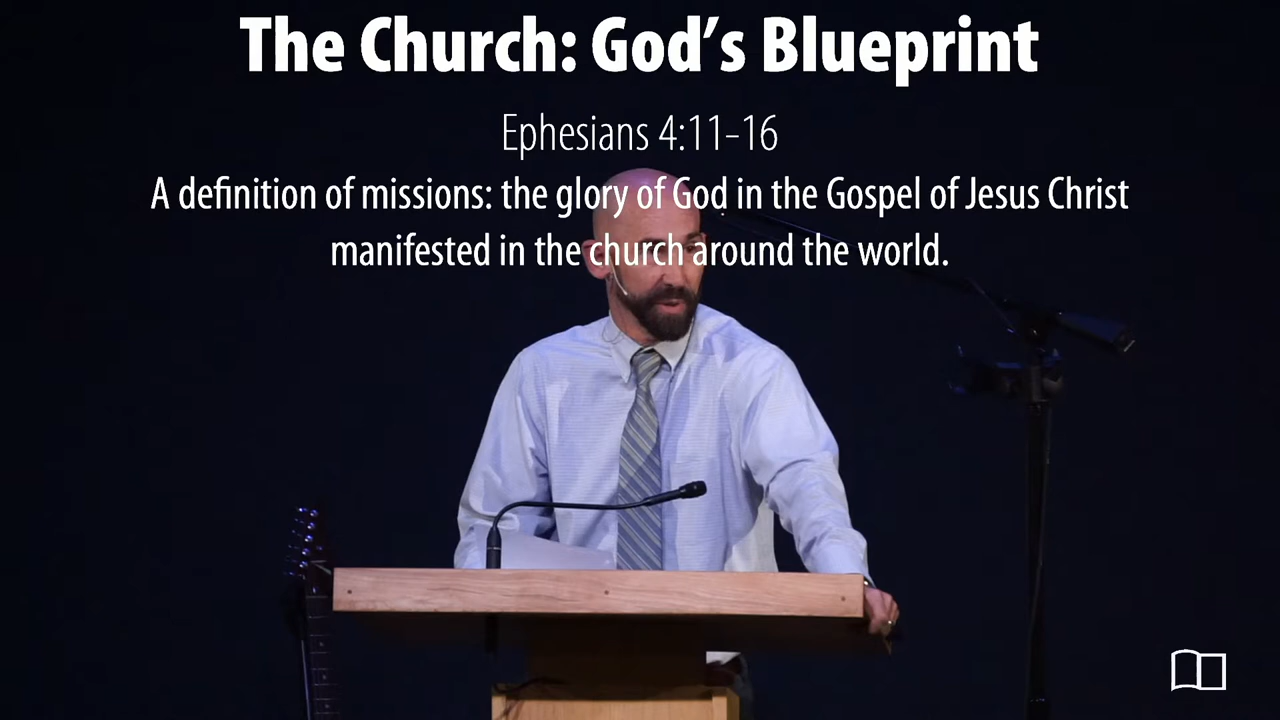 The Church: God’s Blueprint
Ephesians 4:11-16
A definition of missions: the glory of God in the Gospel of Jesus Christ
manifested in the church around the world.